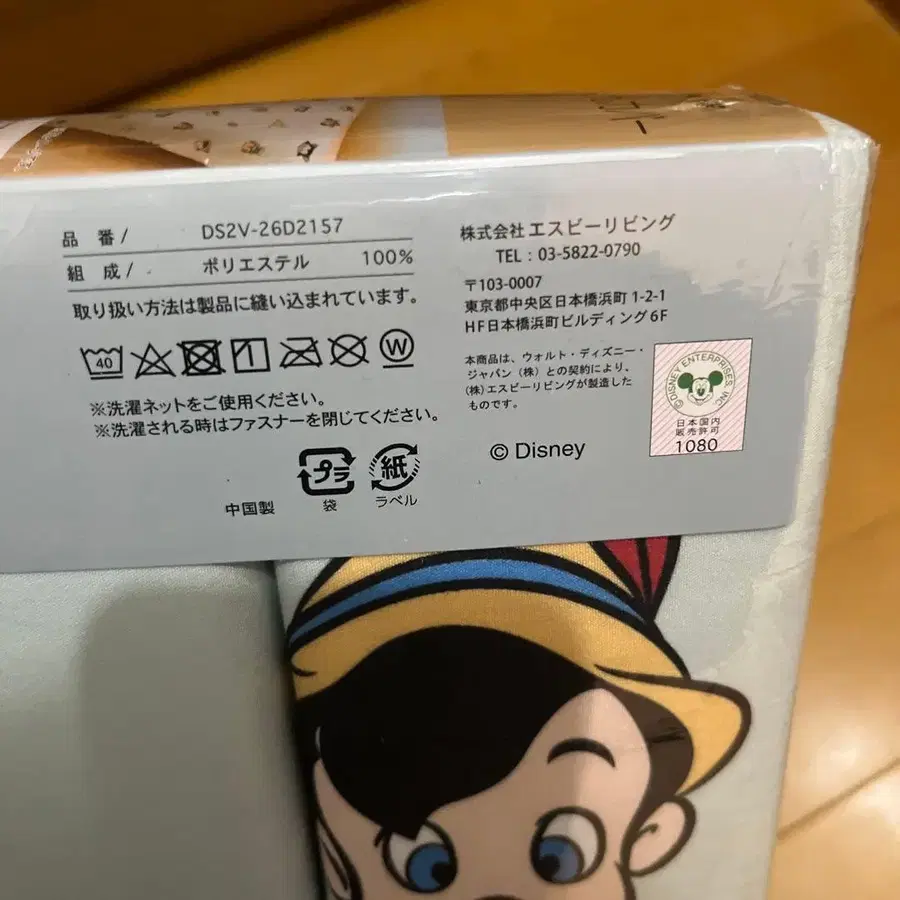 バー
品 番/ DS2V-26D2157
組 成/ ポリエステル 100%
取り扱い方法は製品に縫い込まれています。
40
W
※洗濯ネットをご使用ください。
※洗濯される時はファスナーを閉じてください。
中国製
プラ
袋
紙
ラベル
株式会社 エスビーリビング
TEL : 03-5822-0790
〒103-0007
東京都中央区日本橋浜町 1-2-1
HF日本橋浜町ビルディング 6F
本商品は、ウォルト・ディズニー・
ジャパン(株)との契約により、
(株)エスビーリビングが製造した
ものです。
© Disney
© DISNEY ENTERPRISES INC
日本国内
販売許可
1080